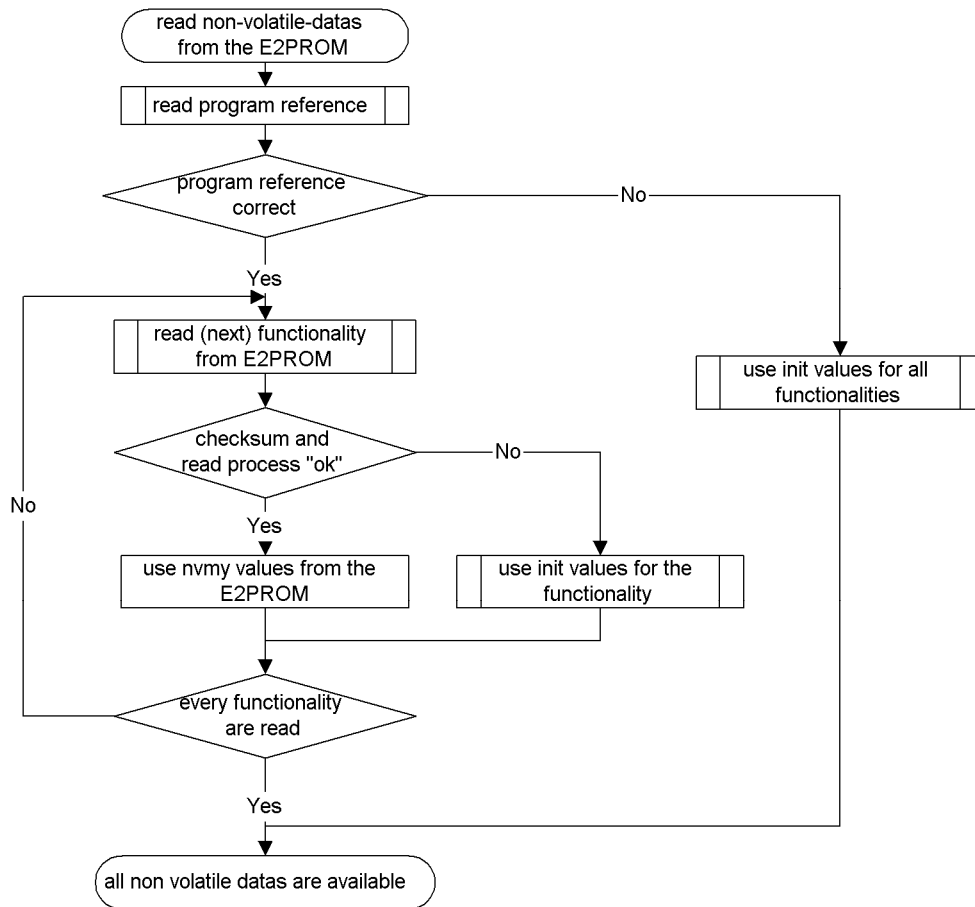 read non-volatile-datas
from the E2PROM
read program reference
program reference
correct
No
Yes
read (next) functionality
from E2PROM
use init values for all
functionalities
checksum and
read process "ok"
No
No
Yes
use nvmy values from the
E2PROM
use init values for the
functionality
every functionality
are read
Yes
all non volatile datas are available